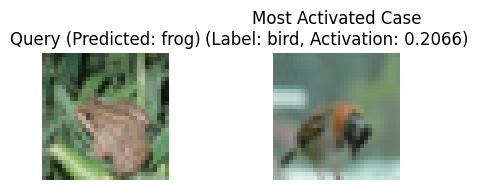 Most Activated Case
Query (Predicted: frog) (Label: bird, Activation: 0.2066)